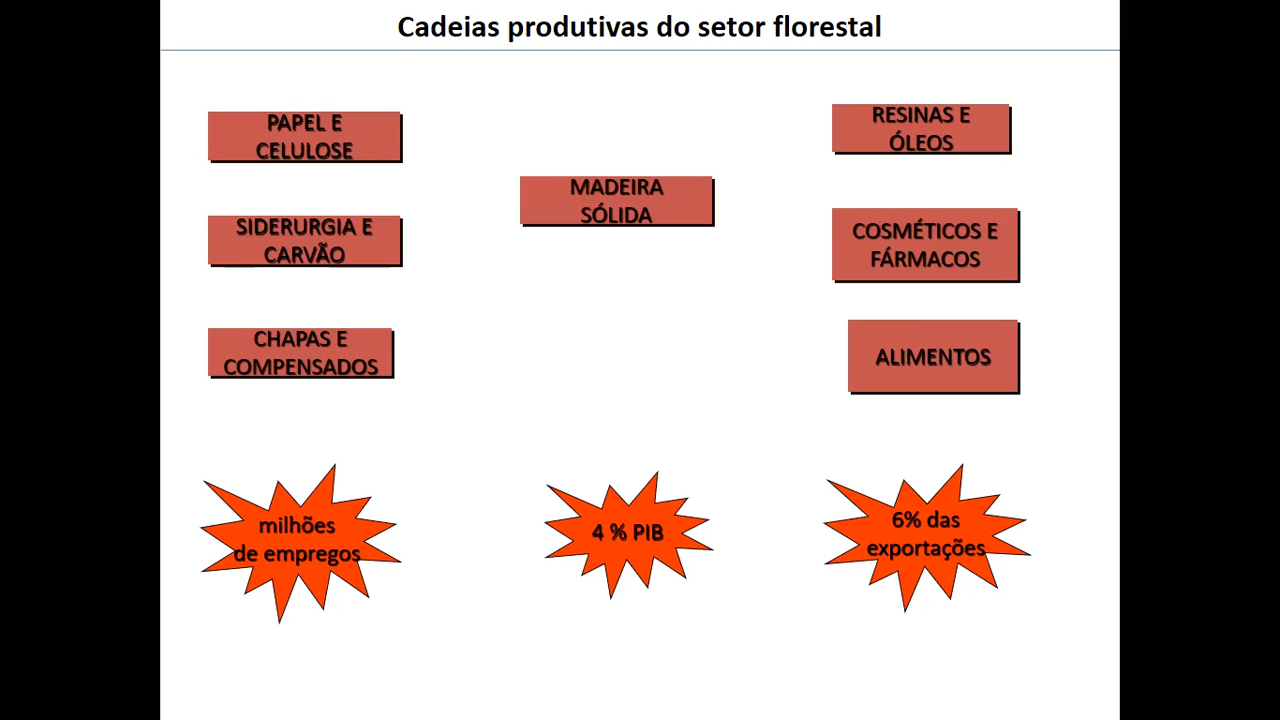 Cadeias produtivas do setor florestal
PAPEL E
CELULOSE
RESINAS E
ÓLEOS
MADEIRA
SÓLIDA
SIDERURGIA E
CARVÃO
COSMÉTICOS E
FÁRMACOS
CHAPAS E
COMPENSADOS
ALIMENTOS
milhões
de empregos
4 % PIB
6% das
exportações